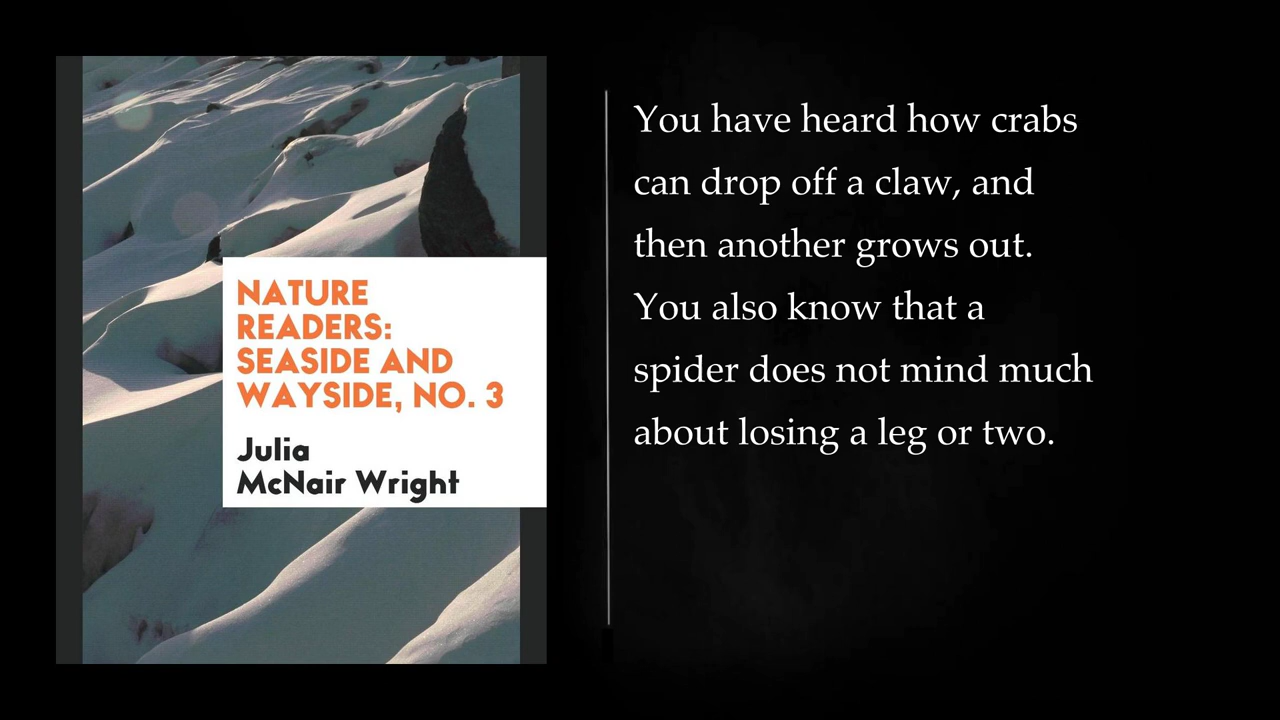 NATURE
READERS:
SEASIDE AND
WAYSIDE, NO. 3
Julia
McNair Wright
You have heard how crabs
can drop off a claw, and
then another grows out.
You also know that a
spider does not mind much
about losing a leg or two.